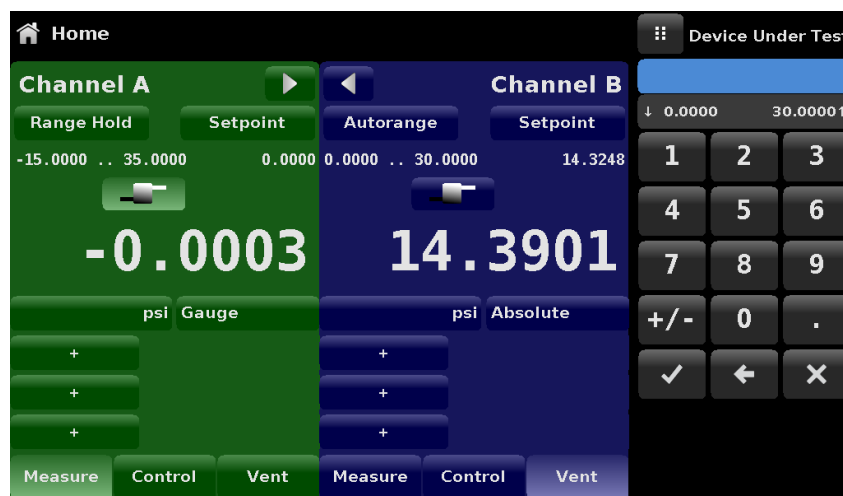 Home
Device Under Tes
Channel A
Channel B
Range Hold Setpoint Autorange Setpoint
↓ 0.0000 30.00001
-15.0000 .. 35.0000 0.0000 0.0000 .. 30.0000 14.3248
1 2 3
4 5 6
-0.0003 14.3901
7 8 9
psi Gauge psi Absolute
+/- 0 .
+ +
+ +
+ +
Measure Control Vent Measure Control Vent